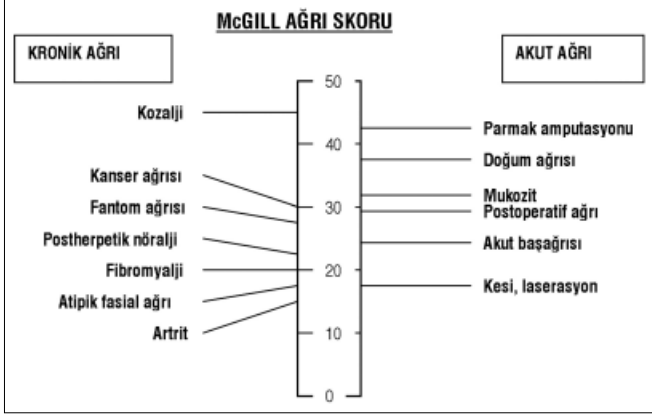 McGILL AĞRI SKORU
KRONİK AĞRI
AKUT AĞRI
Kozalji
Kanser ağrısı
Fantom ağrısı
Postherpetik nöralji
Fibromyalji
Atipik fasial ağrı
Artrit
50
40
30
20
10
0
Parmak amputasyonu
Doğum ağrısı
Mukozit
Postoperatif ağrı
Akut başağrısı
Kesi, laserasyon